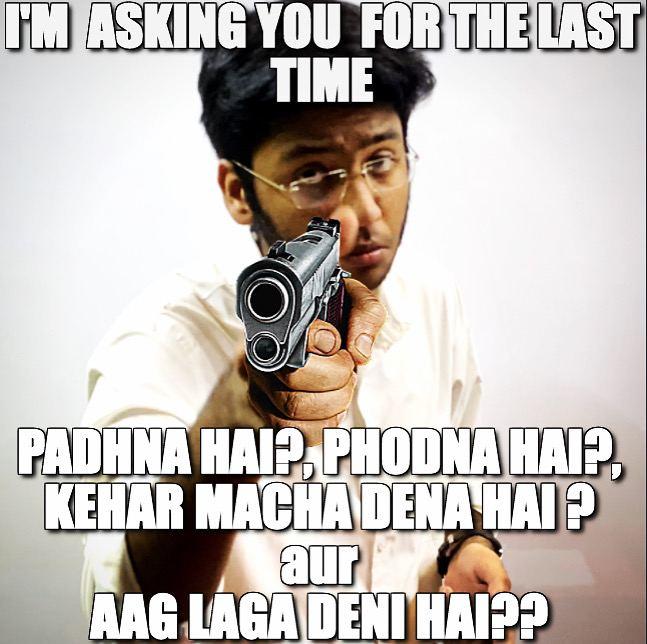 I'M ASKING YOU FOR THE LAST
TIME
PADHNA HAI?, PHODNA HAI?,
KEHAR MACHA DENA HAI ?
aur
AAG LAGA DENI HAI??